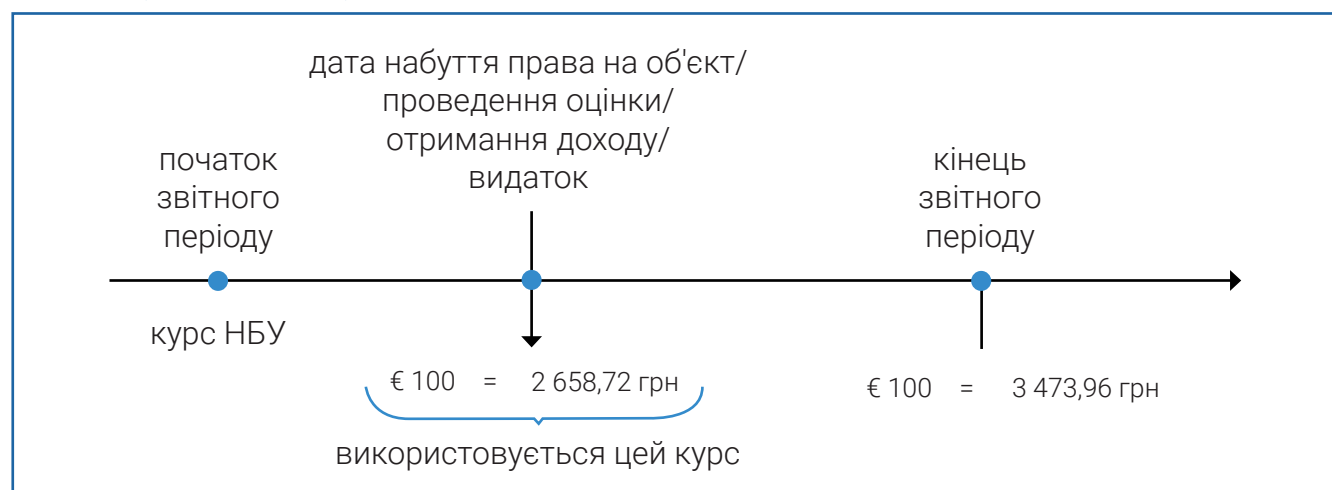 дата набуття права на об'єкт/
проведення оцінки/
отримання доходу/
видаток
початок
звітного
періоду
кінець
звітного
періоду
курс НБУ
€ 100 = 2 658,72 грн
€ 100 = 3 473,96 грн
використовується цей курс